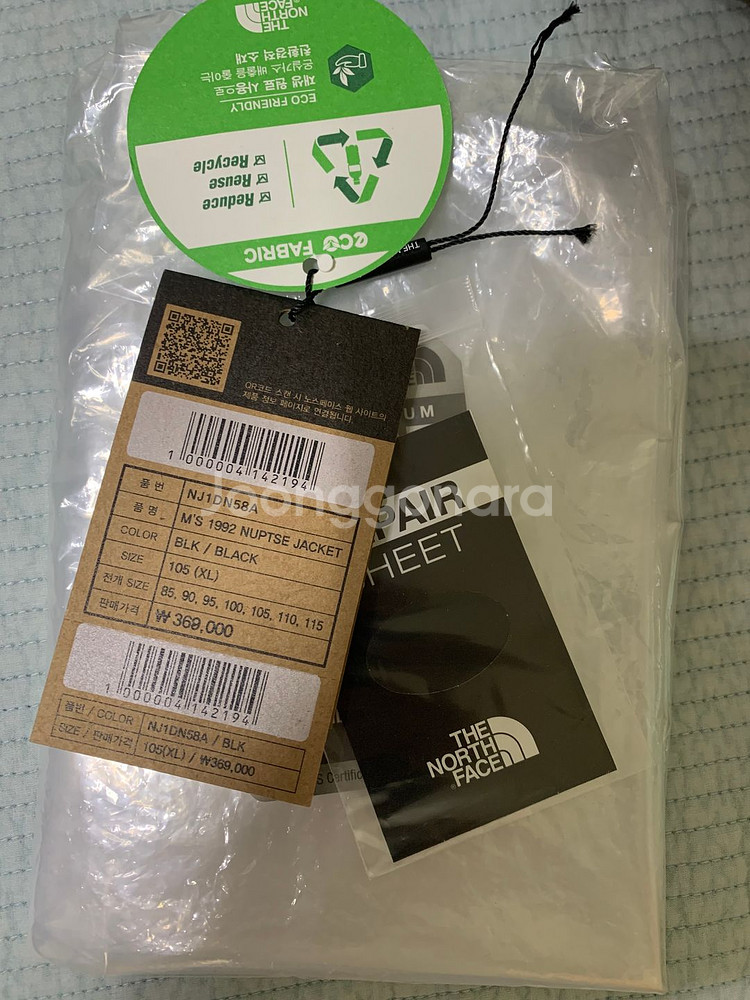 THE
NORTH
FACE
친환경적 소재
온실가스 배출을 줄이는
재생 원료 사용으로
ECO FRIENDLY
Recycle
Reuse
Reduce
eco FABRIC
THE
QR코드 스캔 시 노스페이스 웹 사이트의
제품 정보 페이지로 연결됩니다.
1 000004 142194
품번 NJ1DN58A
품명 M'S 1992 NUPTSE JACKET
COLOR BLK / BLACK
SIZE 105 (XL)
전개 SIZE 85, 90, 95, 100, 105, 110, 115
판매가격 ₩369,000
1 000004 142194
품번 / COLOR NJ1DN58A / BLK
SIZE / 판매가격 105(XL) / ₩369,000
UM
PAIR
HEET
THE
NORTH
FACE
S Certific
Joonggonara